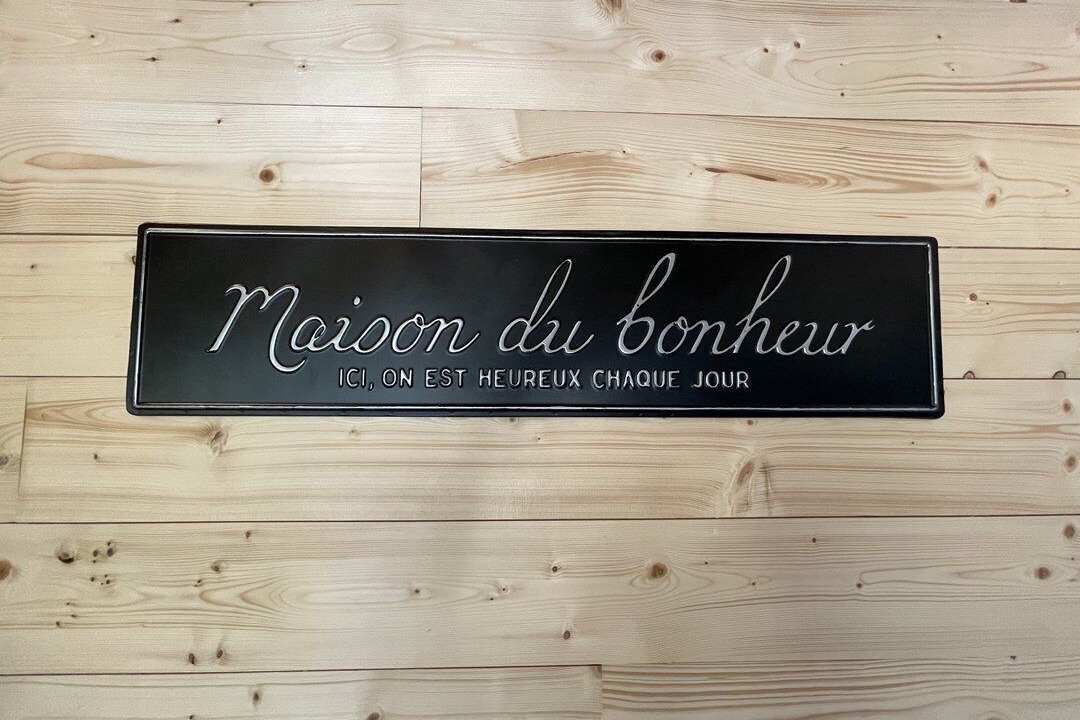 Maison du bonheur
ICI, ON EST HEUREUX CHAQUE JOUR